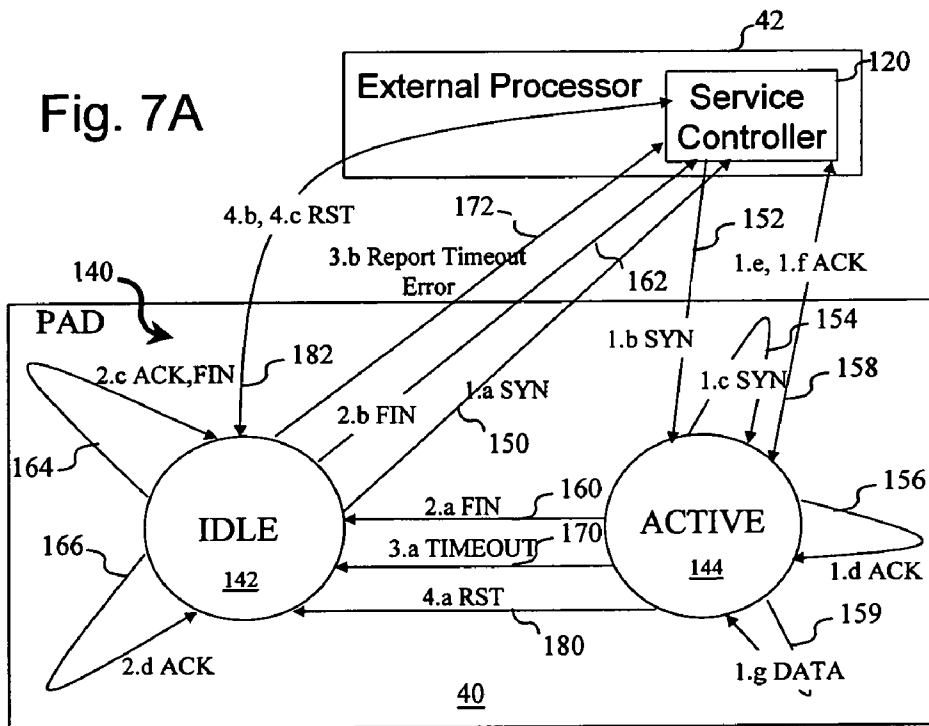 Fig. 7A
42
120
External Processor
Service
Controller
4.b, 4.c RST
172
3.b Report Timeout
Error
162
152
1.e, 1.f ACK
140
PAD
182
2.c ACK,FIN
2.b FIN
1.a SYN
150
1.b SYN
154
1.c SYN
158
164
166
IDLE
142
2.a FIN
160
3.a TIMEOUT
170
4.a RST
180
ACTIVE
144
156
1.d ACK
159
1.g DATA
2.d ACK
40